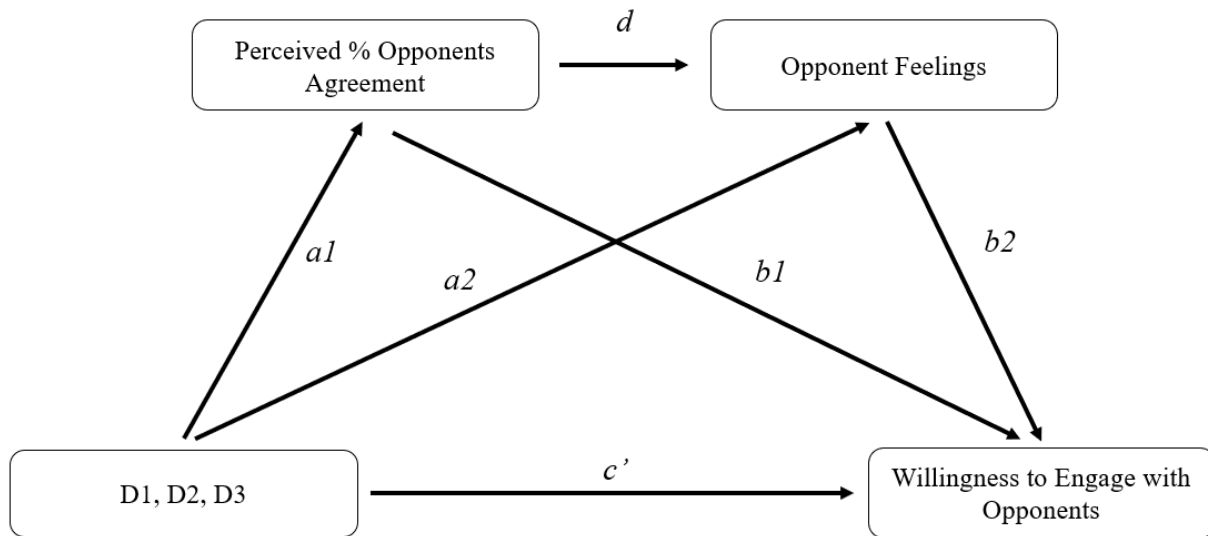 d
Perceived % Opponents
Agreement
Opponent Feelings
a1
a2
b1
b2
D1, D2, D3
c’
Willingness to Engage with
Opponents